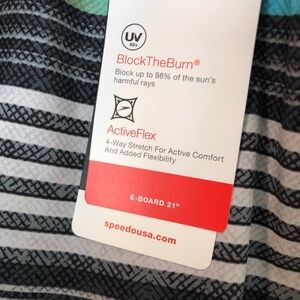 UV
50+
BlockTheBurn®
Block up to 98% of the sun's
harmful rays
ActiveFlex
4-Way Stretch For Active Comfort
And Added Flexibility
E-BOARD 21"
speedousa.com